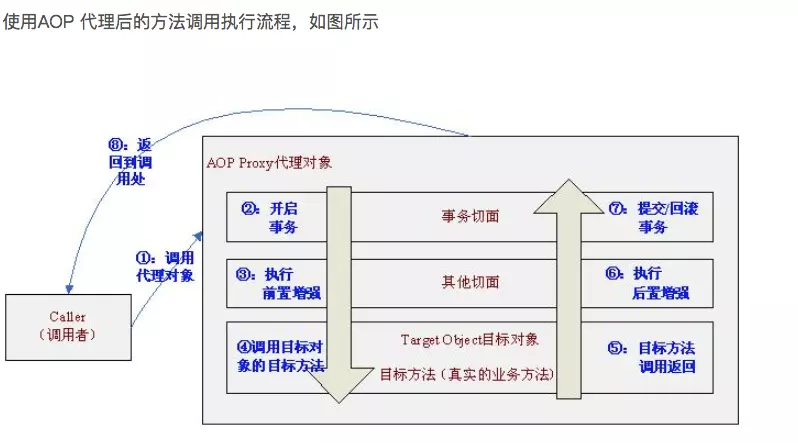 使用AOP 代理后的方法调用执行流程，如图所示
⑧：返
回到调
用处
AOP Proxy代理对象
②：开启
事务
事务切面
⑦：提交/回滚
事务
①：调用
代理对象
③：执行
前置增强
其他切面
⑥：执行
后置增强
Caller
（调用者）
④调用目标对
象的目标方法
Target Object目标对象
目标方法（真实的业务方法）
⑤：目标方法
调用返回